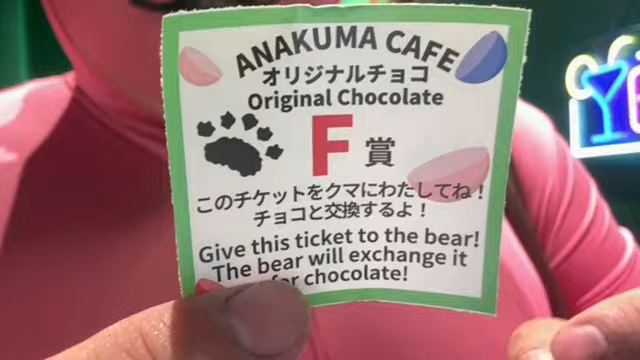 ANAKUMA CAFE
オリジナルチョコ
Original Chocolate
F賞
このチケットをクマにわたしてね！
チョコと交換するよ！
Give this ticket to the bear!
The bear will exchange it
for chocolate!